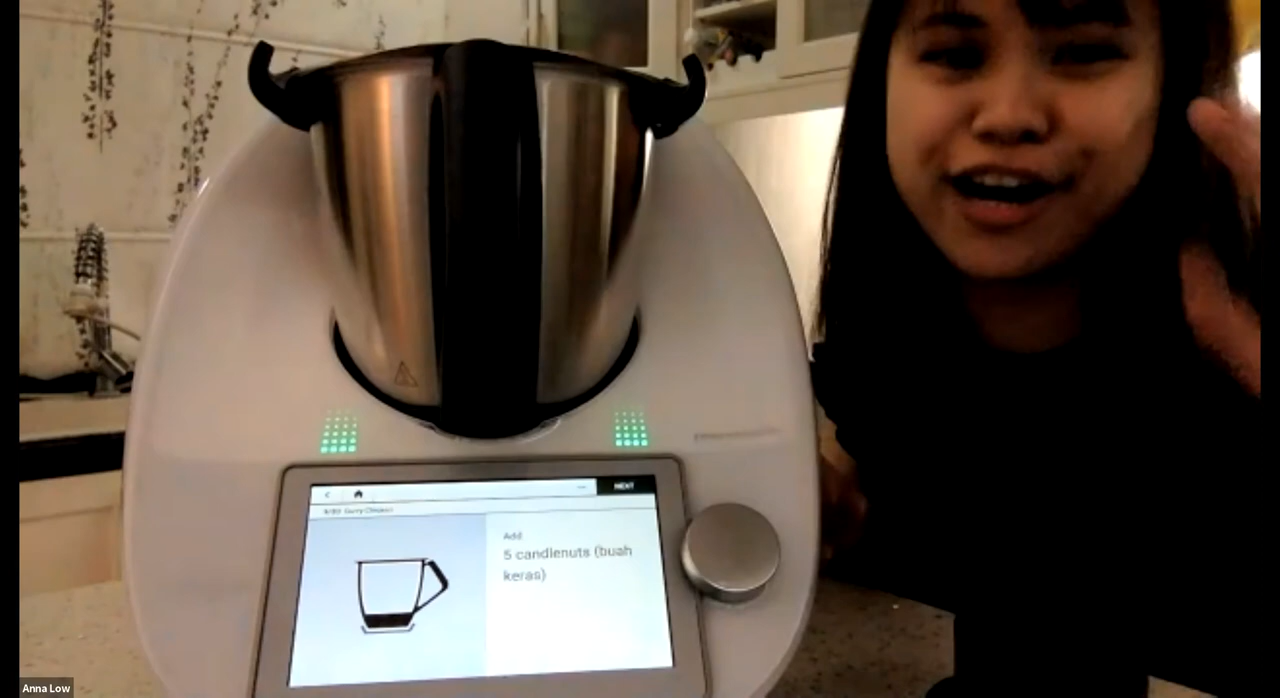 NEXT
Curry Chicken
Add
5 candlenuts (buah
keras)
Anna Low